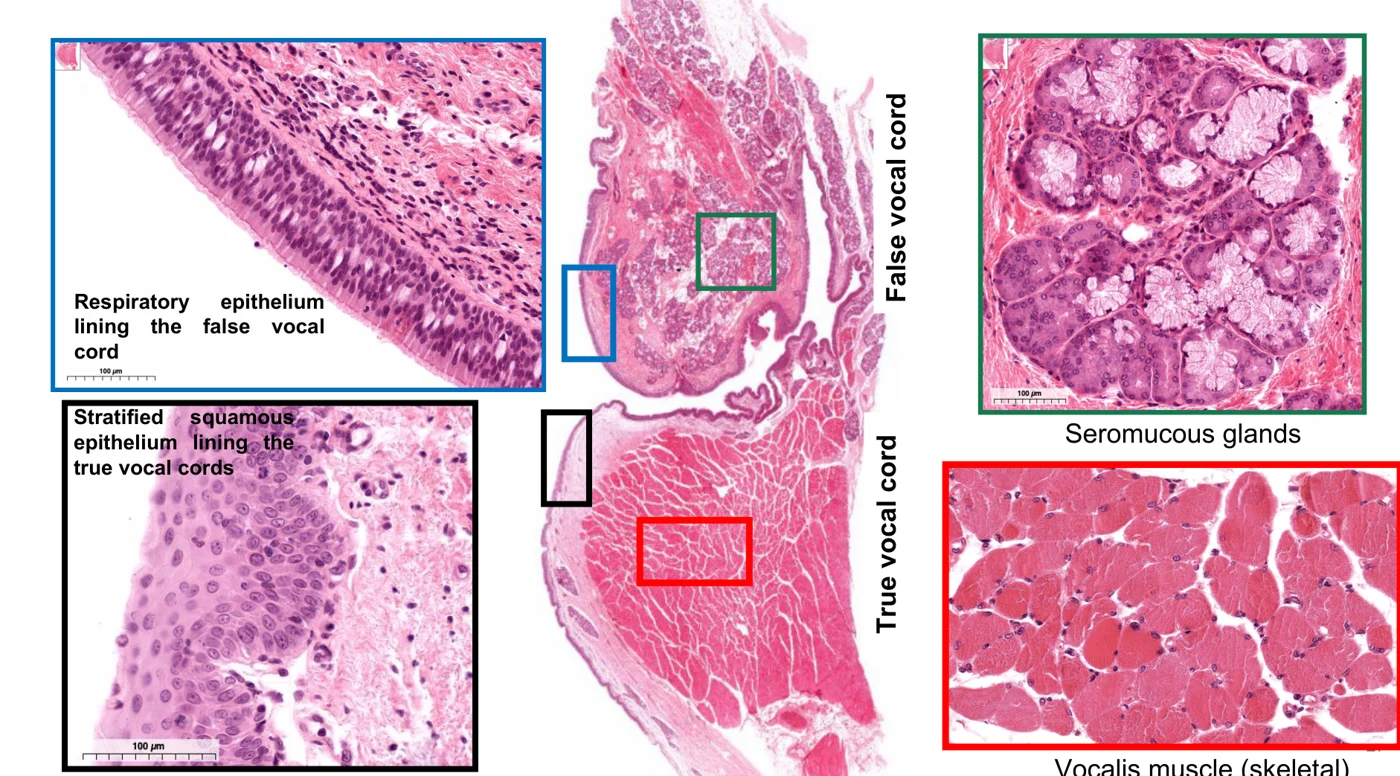 Respiratory epithelium
lining the false vocal
cord
100 µm
Stratified squamous
epithelium lining the
true vocal cords
100 µm
False vocal cord
True vocal cord
100 µm
Seromucous glands
Vocalis muscle (skeletal)